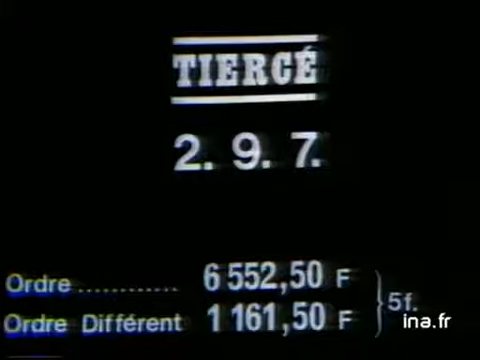 TIERCÉ
2. 9. 7.
Ordre ............ 6 552,50 F
Ordre Différent 1 161,50 F
5f.
ina.fr